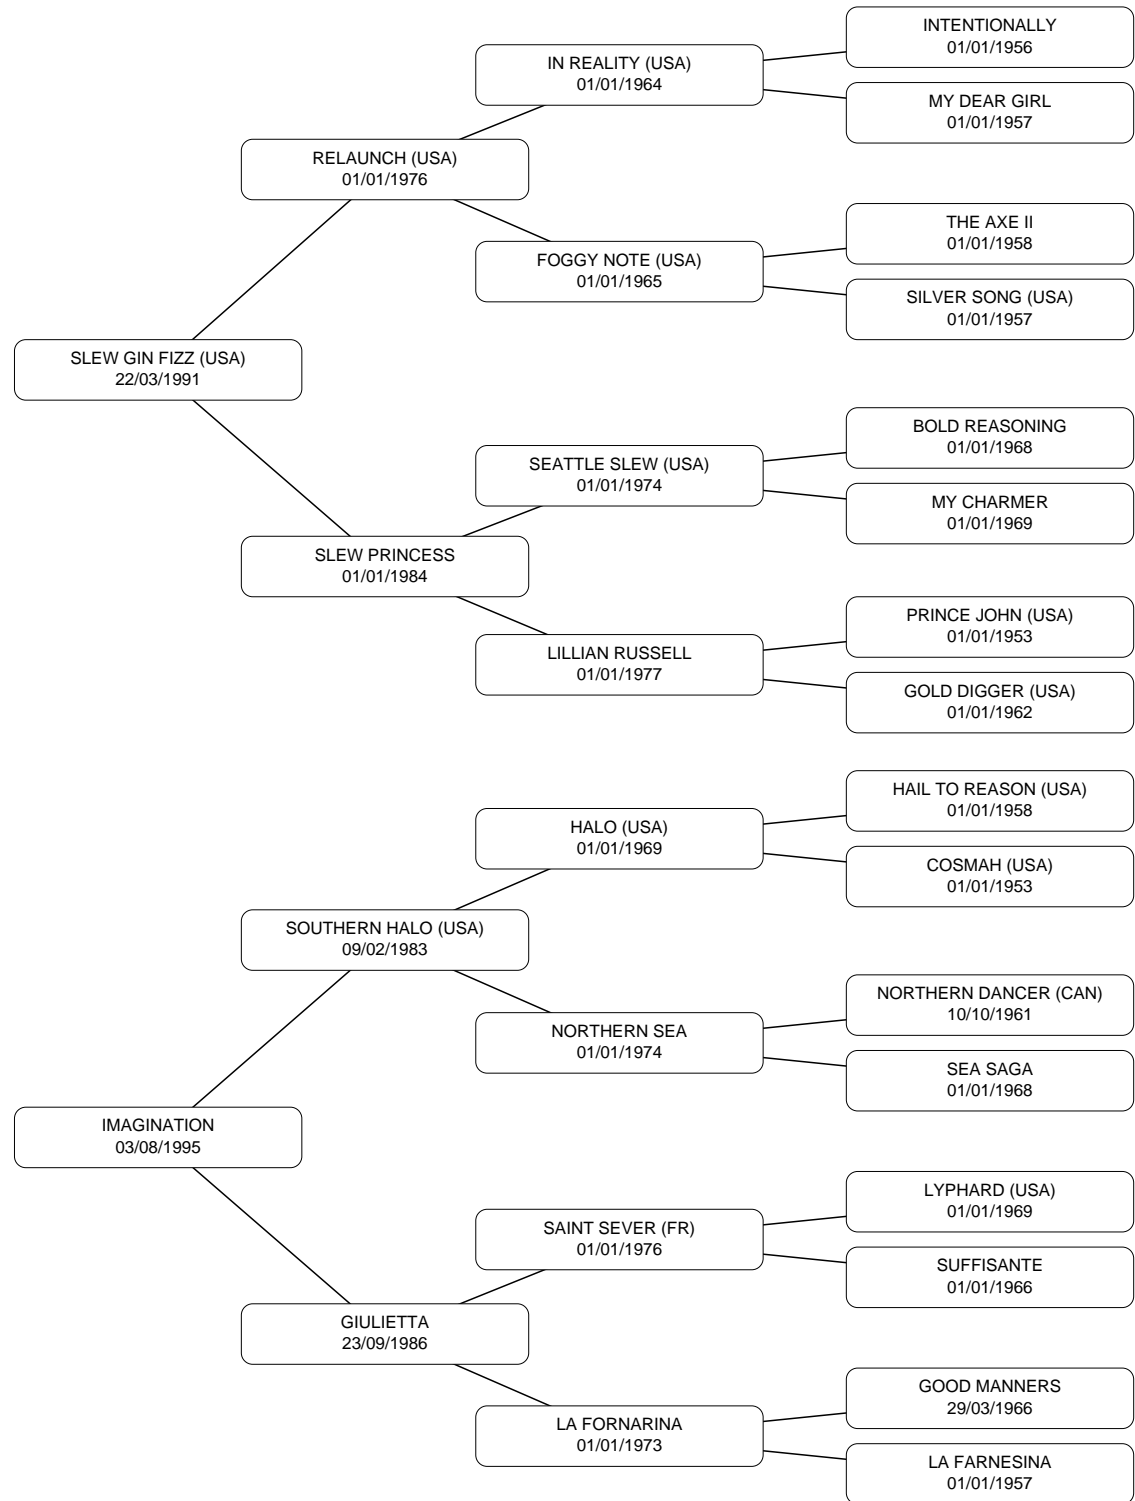 INTENTIONALLY
01/01/1956
IN REALITY (USA)
01/01/1964
MY DEAR GIRL
01/01/1957
RELAUNCH (USA)
01/01/1976
THE AXE II
01/01/1958
FOGGY NOTE (USA)
01/01/1965
SILVER SONG (USA)
01/01/1957
SLEW GIN FIZZ (USA)
22/03/1991
BOLD REASONING
01/01/1968
SEATTLE SLEW (USA)
01/01/1974
MY CHARMER
01/01/1969
SLEW PRINCESS
01/01/1984
PRINCE JOHN (USA)
01/01/1953
LILLIAN RUSSELL
01/01/1977
GOLD DIGGER (USA)
01/01/1962
HAIL TO REASON (USA)
01/01/1958
HALO (USA)
01/01/1969
COSMAH (USA)
01/01/1953
SOUTHERN HALO (USA)
09/02/1983
NORTHERN DANCER (CAN)
10/10/1961
NORTHERN SEA
01/01/1974
SEA SAGA
01/01/1968
IMAGINATION
03/08/1995
LYPHARD (USA)
01/01/1969
SAINT SEVER (FR)
01/01/1976
SUFFISANTE
01/01/1966
GIULIETTA
23/09/1986
GOOD MANNERS
29/03/1966
LA FORNARINA
01/01/1973
LA FARNESINA
01/01/1957